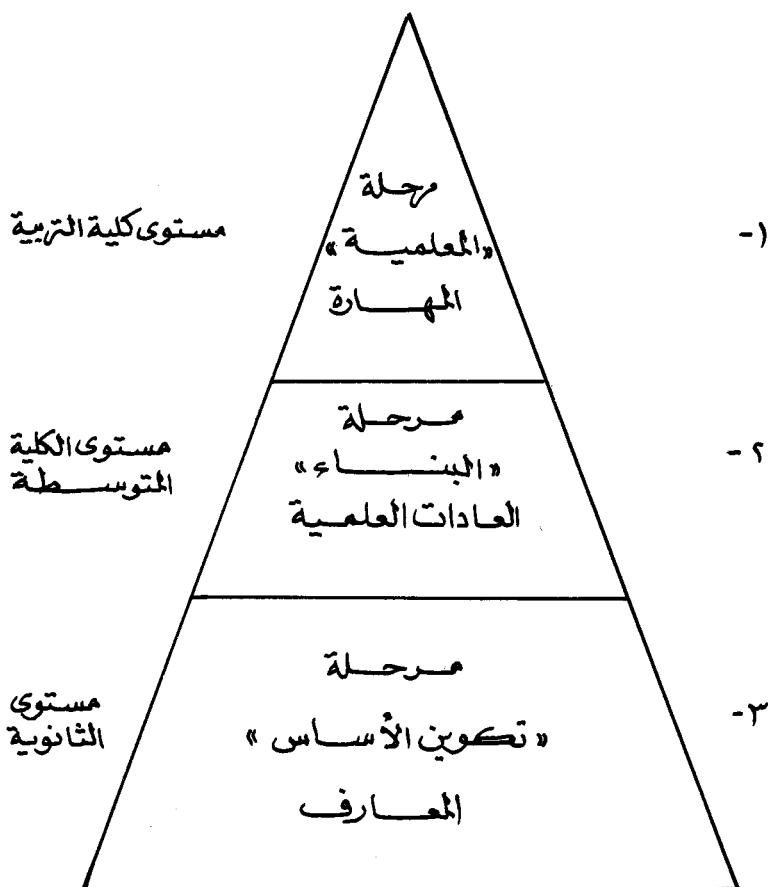 مرحلة
«المعلمية»
المهارة
مستوى كلية التربية
١-
مرحلة
«البناء»
العادات العلمية
مستوى الكلية
المتوسطة
٢-
مرحلة
«تكوين الأساس»
المعارف
مستوى
الثانوية
٣-